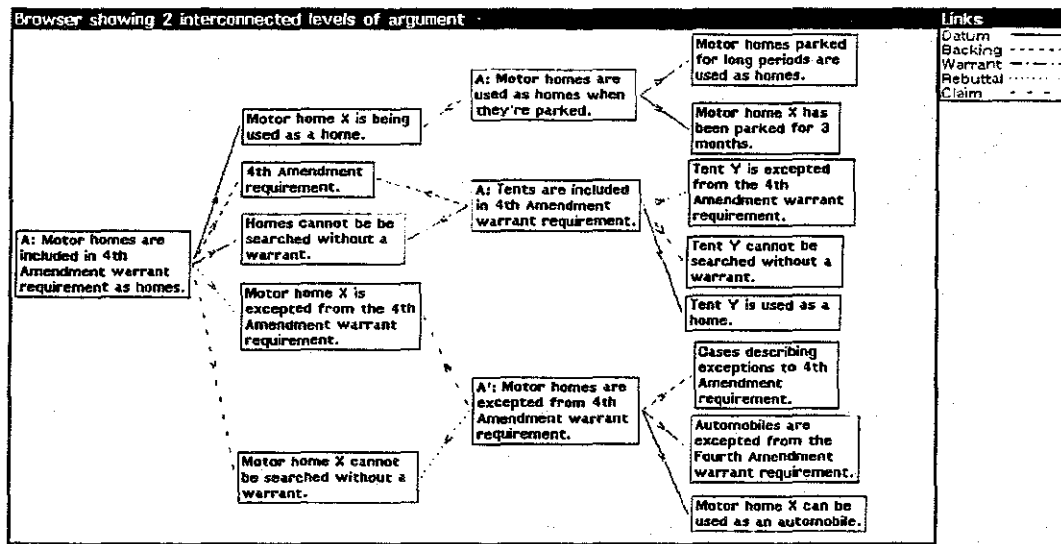 Browser showing 2 interconnected levels of argument
Links
Datum
Backing
Warrant
Rebuttal
Claim
A: Motor homes are
included in 4th
Amendment warrant
requirement as homes.
Motor home X is being
used as a home.
4th Amendment
requirement.
Homes cannot be be
searched without a
warrant.
Motor home X is
excepted from the 4th
Amendment warrant
requirement.
Motor home X cannot
be searched without a
warrant.
A: Motor homes are
used as homes when
they're parked.
A: Tents are included
in 4th Amendment
warrant requirement.
A': Motor homes are
excepted from 4th
Amendment warrant
requirement.
Motor homes parked
for long periods are
used as homes.
Motor home X has
been parked for 3
months.
Tent Y is excepted
from the 4th
Amendment warrant
requirement.
Tent Y cannot be
searched without a
warrant.
Tent Y is used as a
home.
Cases describing
exceptions to 4th
Amendment
requirement.
Automobiles are
excepted from the
Fourth Amendment
warrant requirement.
Motor home X can be
used as an automobile.